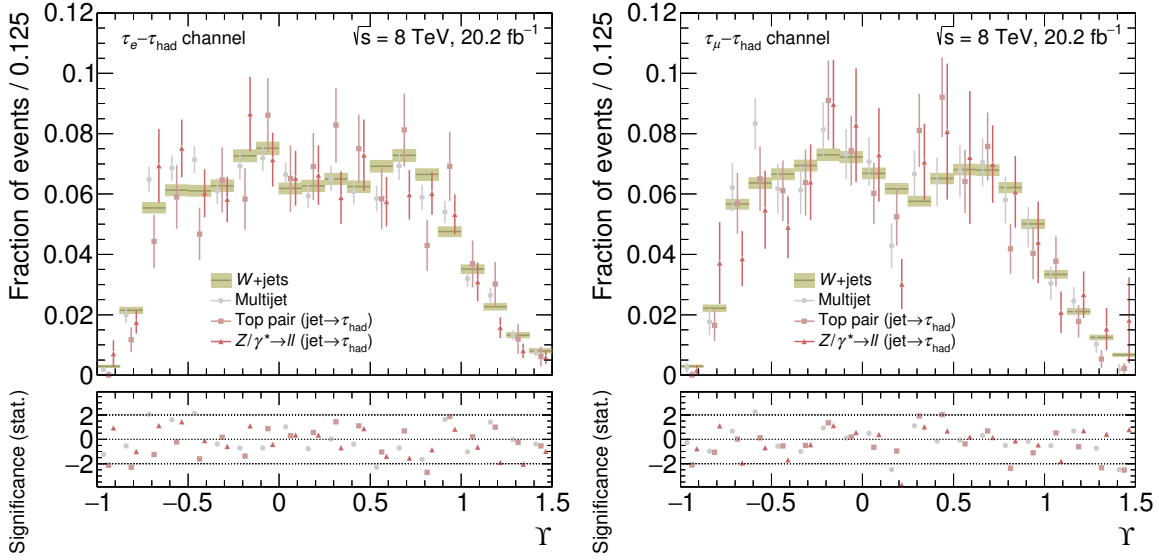 Fraction of events / 0.125
0.12
0.1
0.08
0.06
0.04
0.02
0
τe−τhad channel
√s = 8 TeV, 20.2 fb−1
W+jets
Multijet
Top pair (jet→τhad)
Z/γ*→ll (jet→τhad)
Significance (stat.)
2
0
−2
−1 −0.5 0 0.5 1 1.5
ϒ
Fraction of events / 0.125
0.12
0.1
0.08
0.06
0.04
0.02
0
τμ−τhad channel
√s = 8 TeV, 20.2 fb−1
W+jets
Multijet
Top pair (jet→τhad)
Z/γ*→ll (jet→τhad)
Significance (stat.)
2
0
−2
−1 −0.5 0 0.5 1 1.5
ϒ